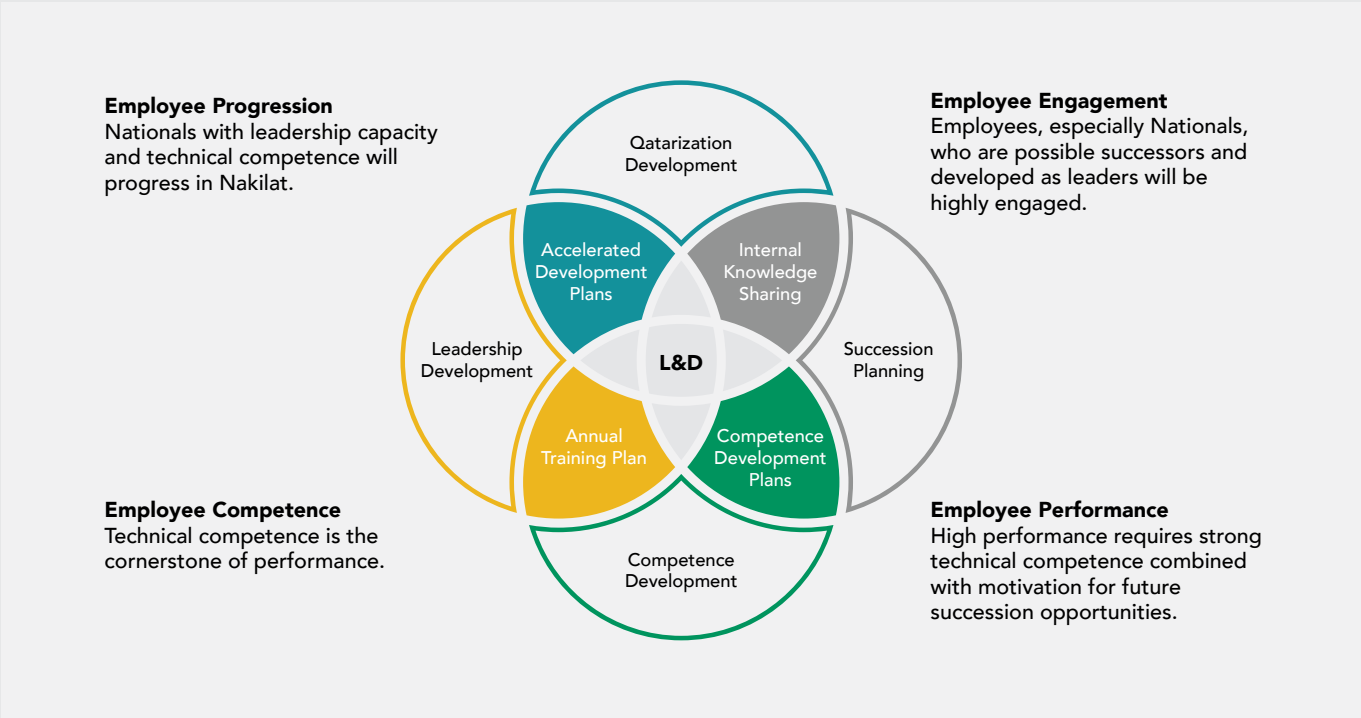 Employee Progression
Nationals with leadership capacity
and technical competence will
progress in Nakilat.
Qatarization
Development
Employee Engagement
Employees, especially Nationals,
who are possible successors and
developed as leaders will be
highly engaged.
Accelerated
Development
Plans
Internal
Knowledge
Sharing
Leadership
Development
L&D
Succession
Planning
Annual
Training Plan
Competence
Development
Plans
Employee Competence
Technical competence is the
cornerstone of performance.
Competence
Development
Employee Performance
High performance requires strong
technical competence combined
with motivation for future
succession opportunities.